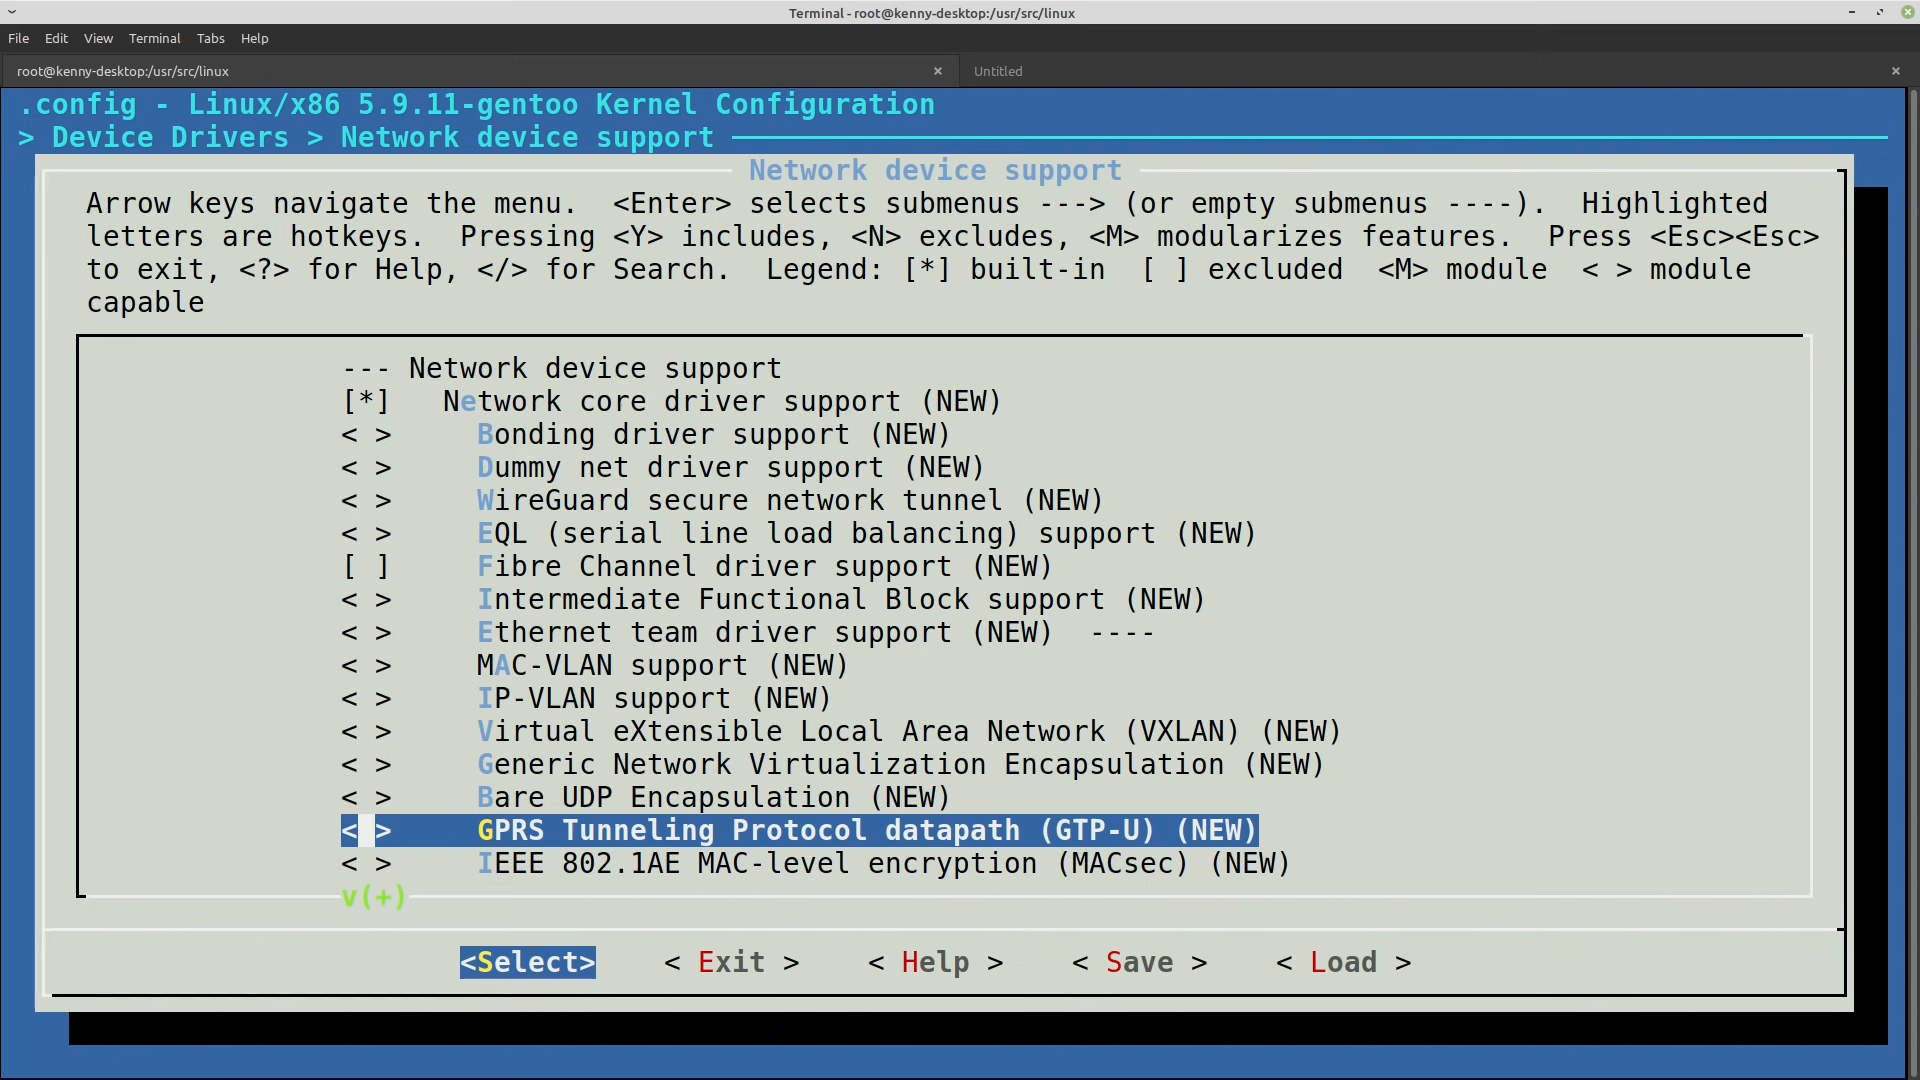 Terminal - root@kenny-desktop:/usr/src/linux
File Edit View Terminal Tabs Help
root@kenny-desktop:/usr/src/linux × Untitled ×
.config - Linux/x86 5.9.11-gentoo Kernel Configuration
> Device Drivers > Network device support
Network device support
Arrow keys navigate the menu.  <Enter> selects submenus ---> (or empty submenus ----).  Highlighted
letters are hotkeys.  Pressing <Y> includes, <N> excludes, <M> modularizes features.  Press <Esc><Esc>
to exit, <?> for Help, </> for Search.  Legend: [*] built-in  [ ] excluded  <M> module  < > module
capable
--- Network device support
[*]   Network core driver support (NEW)
< >     Bonding driver support (NEW)
< >     Dummy net driver support (NEW)
< >     WireGuard secure network tunnel (NEW)
< >     EQL (serial line load balancing) support (NEW)
[ ]     Fibre Channel driver support (NEW)
< >     Intermediate Functional Block support (NEW)
< >     Ethernet team driver support (NEW)  ----
< >     MAC-VLAN support (NEW)
< >     IP-VLAN support (NEW)
< >     Virtual eXtensible Local Area Network (VXLAN) (NEW)
< >     Generic Network Virtualization Encapsulation (NEW)
< >     Bare UDP Encapsulation (NEW)
< >     GPRS Tunneling Protocol datapath (GTP-U) (NEW)
< >     IEEE 802.1AE MAC-level encryption (MACsec) (NEW)
v(+)
<Select>    < Exit >    < Help >    < Save >    < Load >